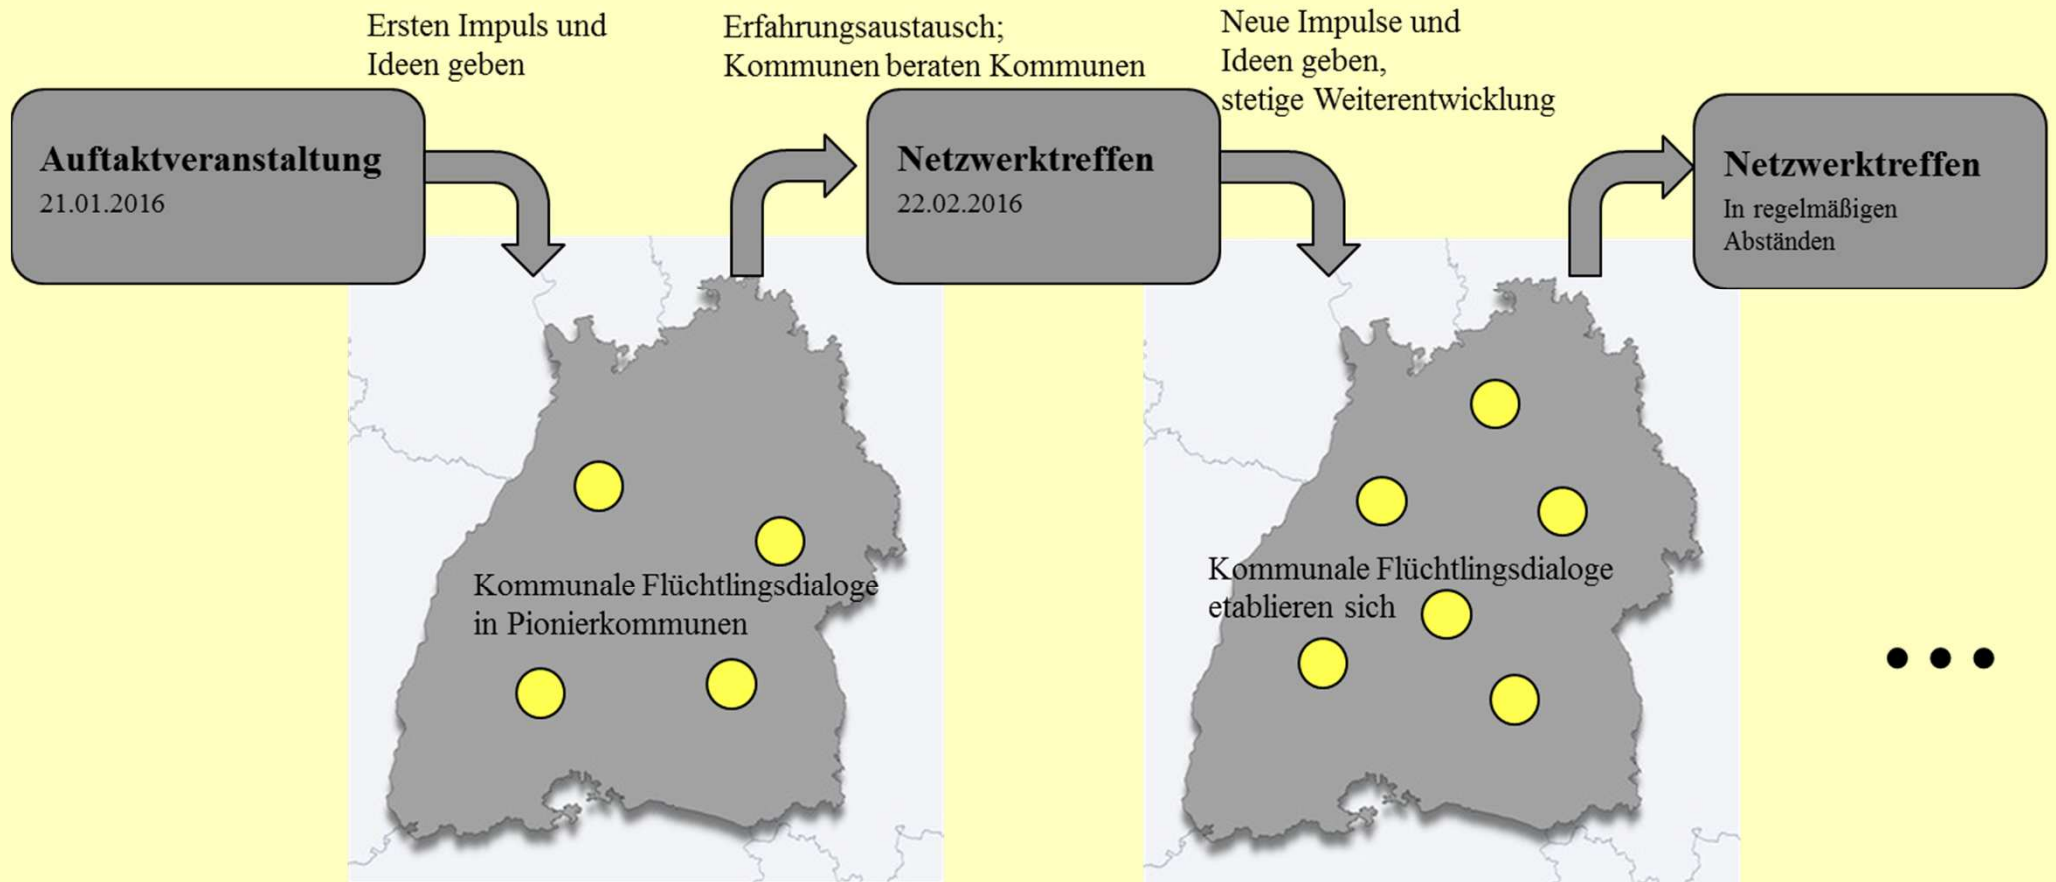 Ersten Impuls und
Ideen geben
Erfahrungsaustausch;
Kommunen beraten Kommunen
Neue Impulse und
Ideen geben,
stetige Weiterentwicklung
Auftaktveranstaltung
21.01.2016
Netzwerktreffen
22.02.2016
Netzwerktreffen
In regelmäßigen
Abständen
Kommunale Flüchtlingsdialoge
in Pionierkommunen
Kommunale Flüchtlingsdialoge
etablieren sich